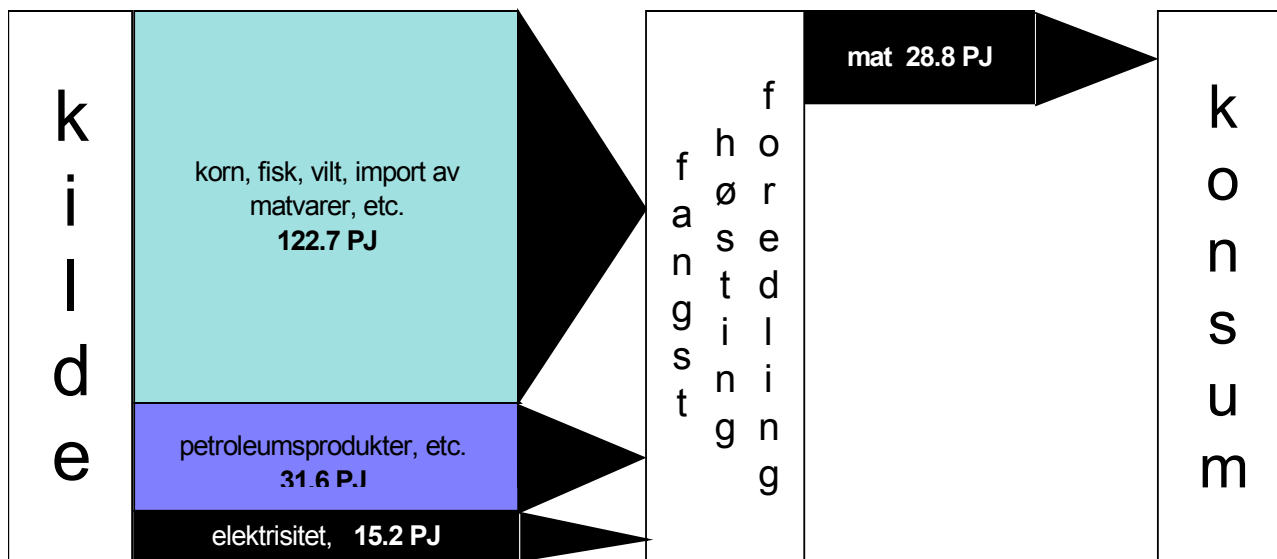 kilde
korn, fisk, vilt, import av
matvarer, etc.
122.7 PJ
petroleumsprodukter, etc.
31.6 PJ
elektrisitet, 15.2 PJ
fangst
høsting
foredling
mat 28.8 PJ
konsum